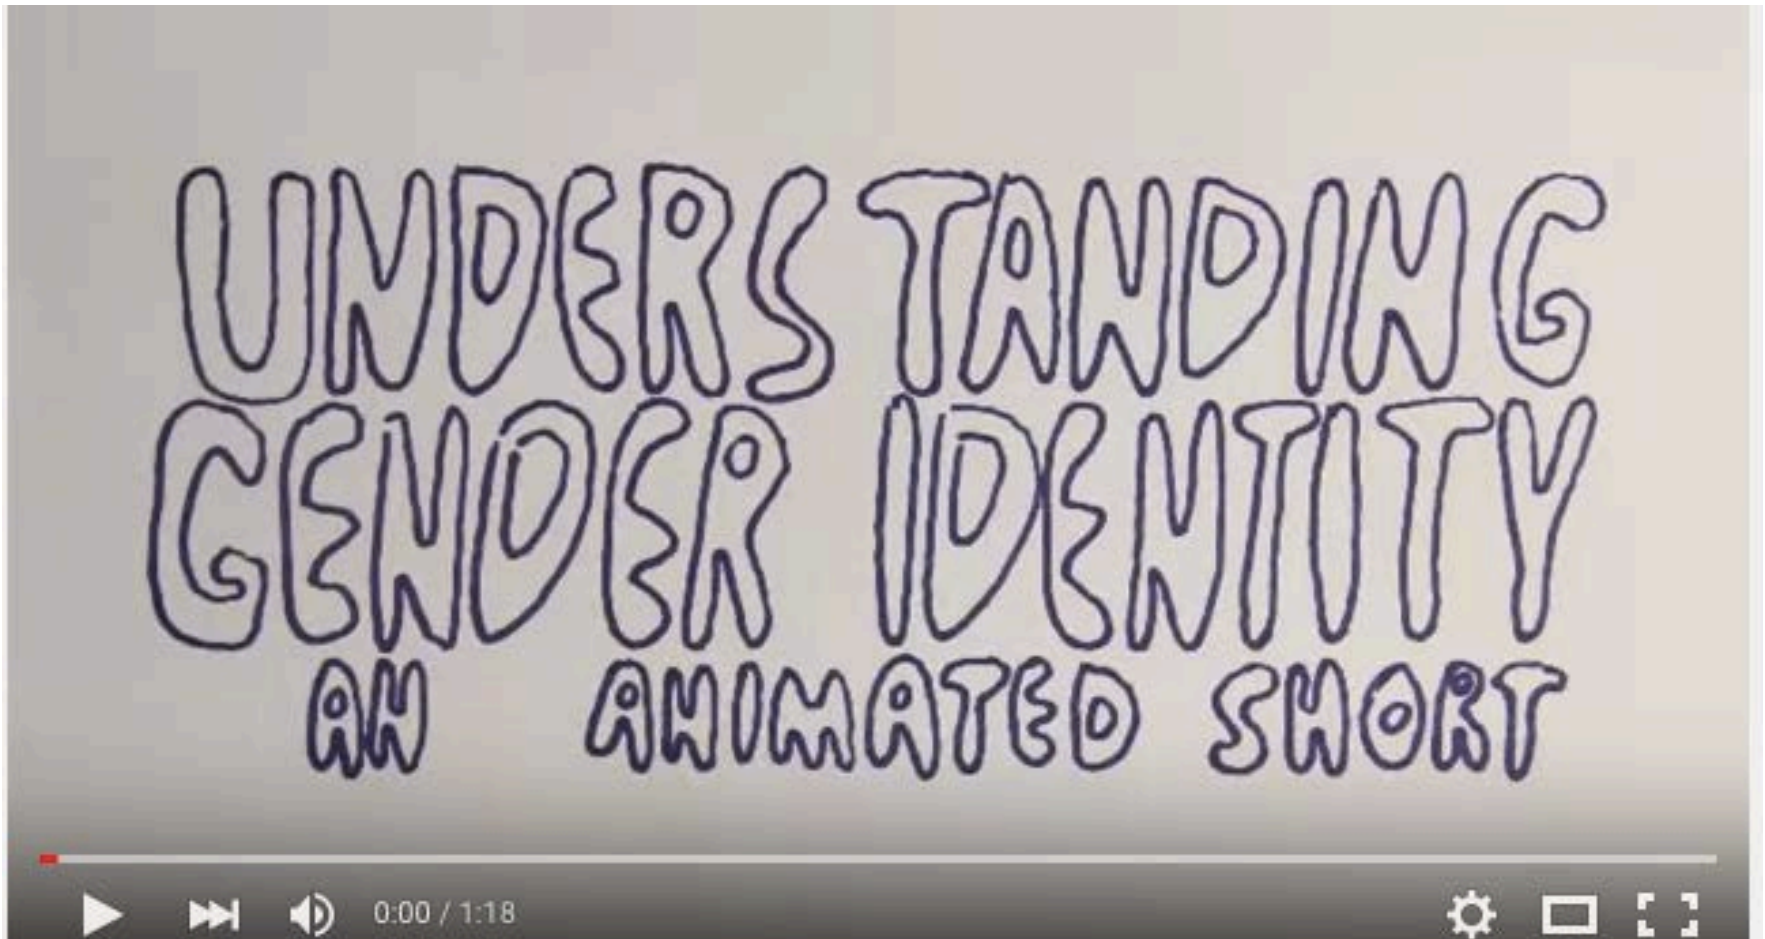 UNDERSTANDING
GENDER IDENTITY
AN ANIMATED SHORT
0:00 / 1:18